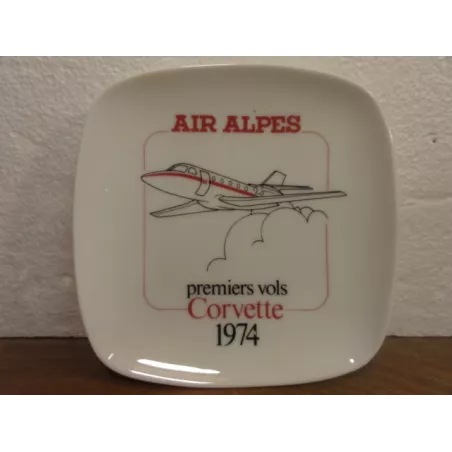 AIR ALPES
premiers vols
Corvette
1974